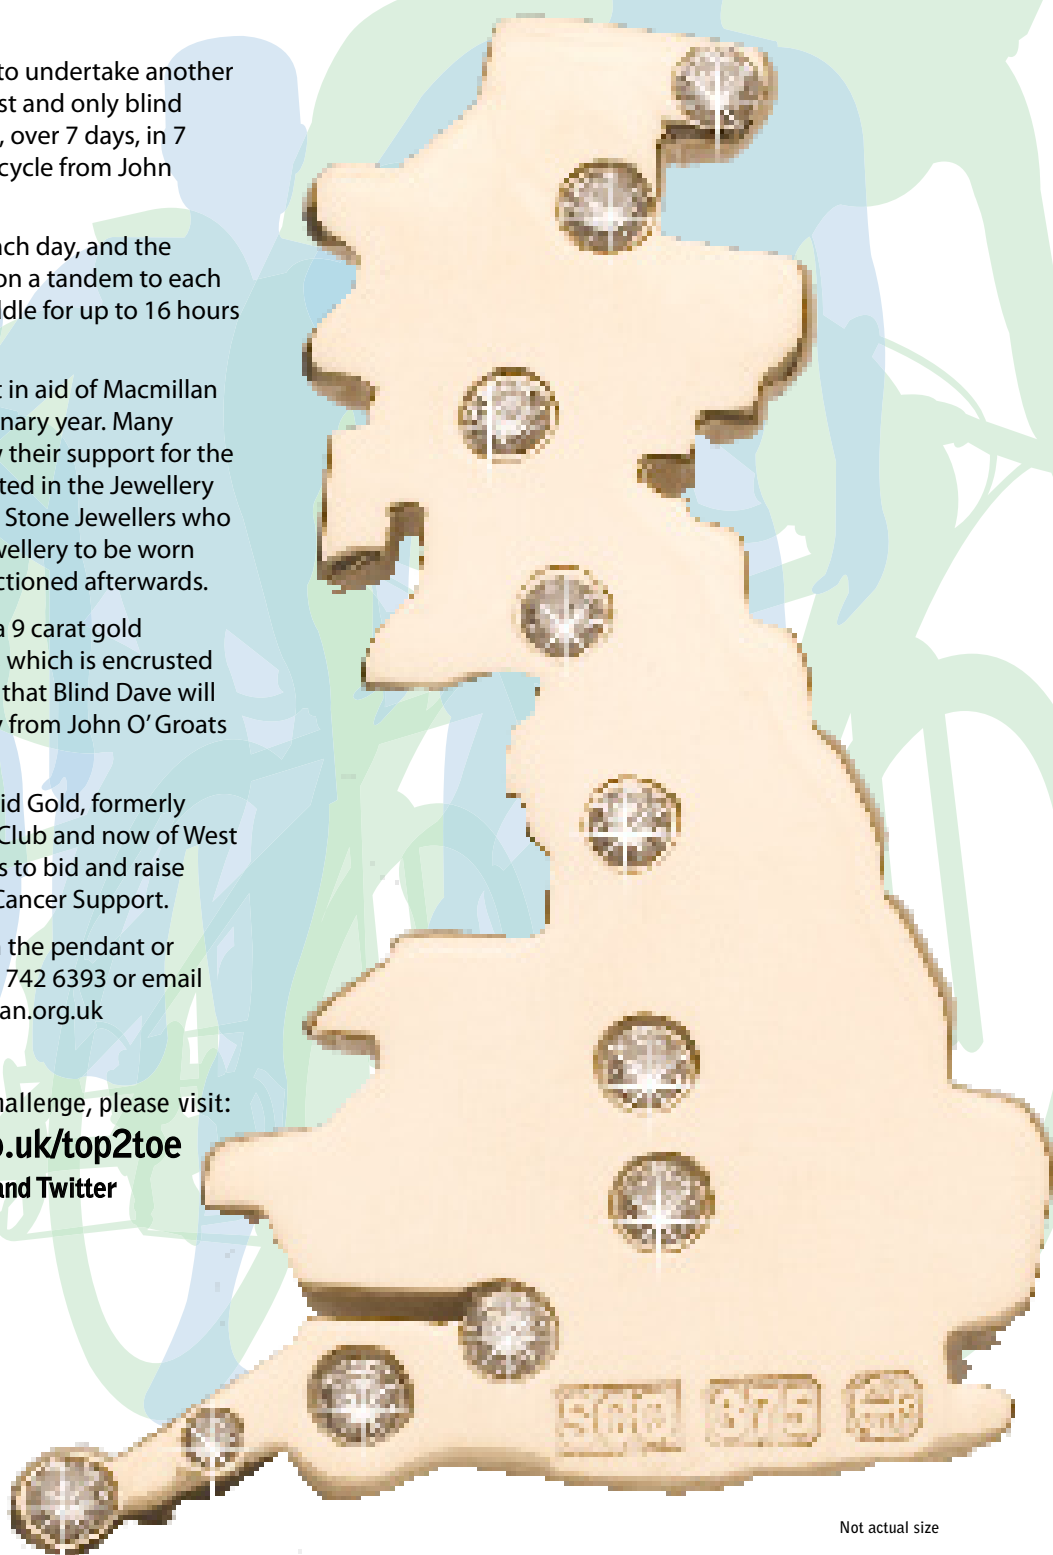 to undertake another
st and only blind
, over 7 days, in 7
cycle from John
ach day, and the
on a tandem to each
ddle for up to 16 hours
t in aid of Macmillan
nary year. Many
y their support for the
ted in the Jewellery
Stone Jewellers who
wellery to be worn
ctioned afterwards.
a 9 carat gold
which is encrusted
that Blind Dave will
y from John O’ Groats
id Gold, formerly
Club and now of West
s to bid and raise
Cancer Support.
n the pendant or
742 6393 or email
an.org.uk
hallenge, please visit:
o.uk/top2toe
and Twitter
375
Not actual size